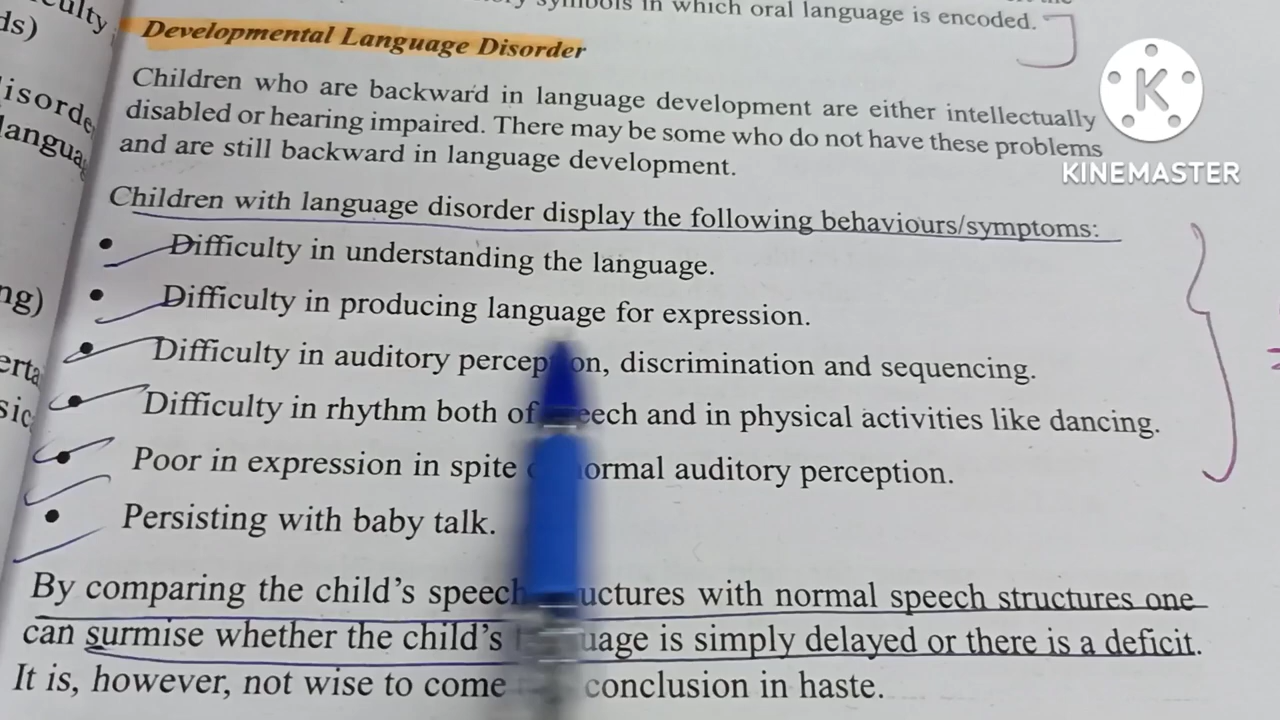 symbols in which oral language is encoded.
Developmental Language Disorder
Children who are backward in language development are either intellectually
disabled or hearing impaired. There may be some who do not have these problems
and are still backward in language development.
Children with language disorder display the following behaviours/symptoms:
• Difficulty in understanding the language.
• Difficulty in producing language for expression.
• Difficulty in auditory percep on, discrimination and sequencing.
• Difficulty in rhythm both of eech and in physical activities like dancing.
• Poor in expression in spite ormal auditory perception.
• Persisting with baby talk.
By comparing the child's speech uctures with normal speech structures one
can surmise whether the child's uage is simply delayed or there is a deficit.
It is, however, not wise to come conclusion in haste.
ds)
isorde
langua
ng)
erta
sic
K
KINEMASTER